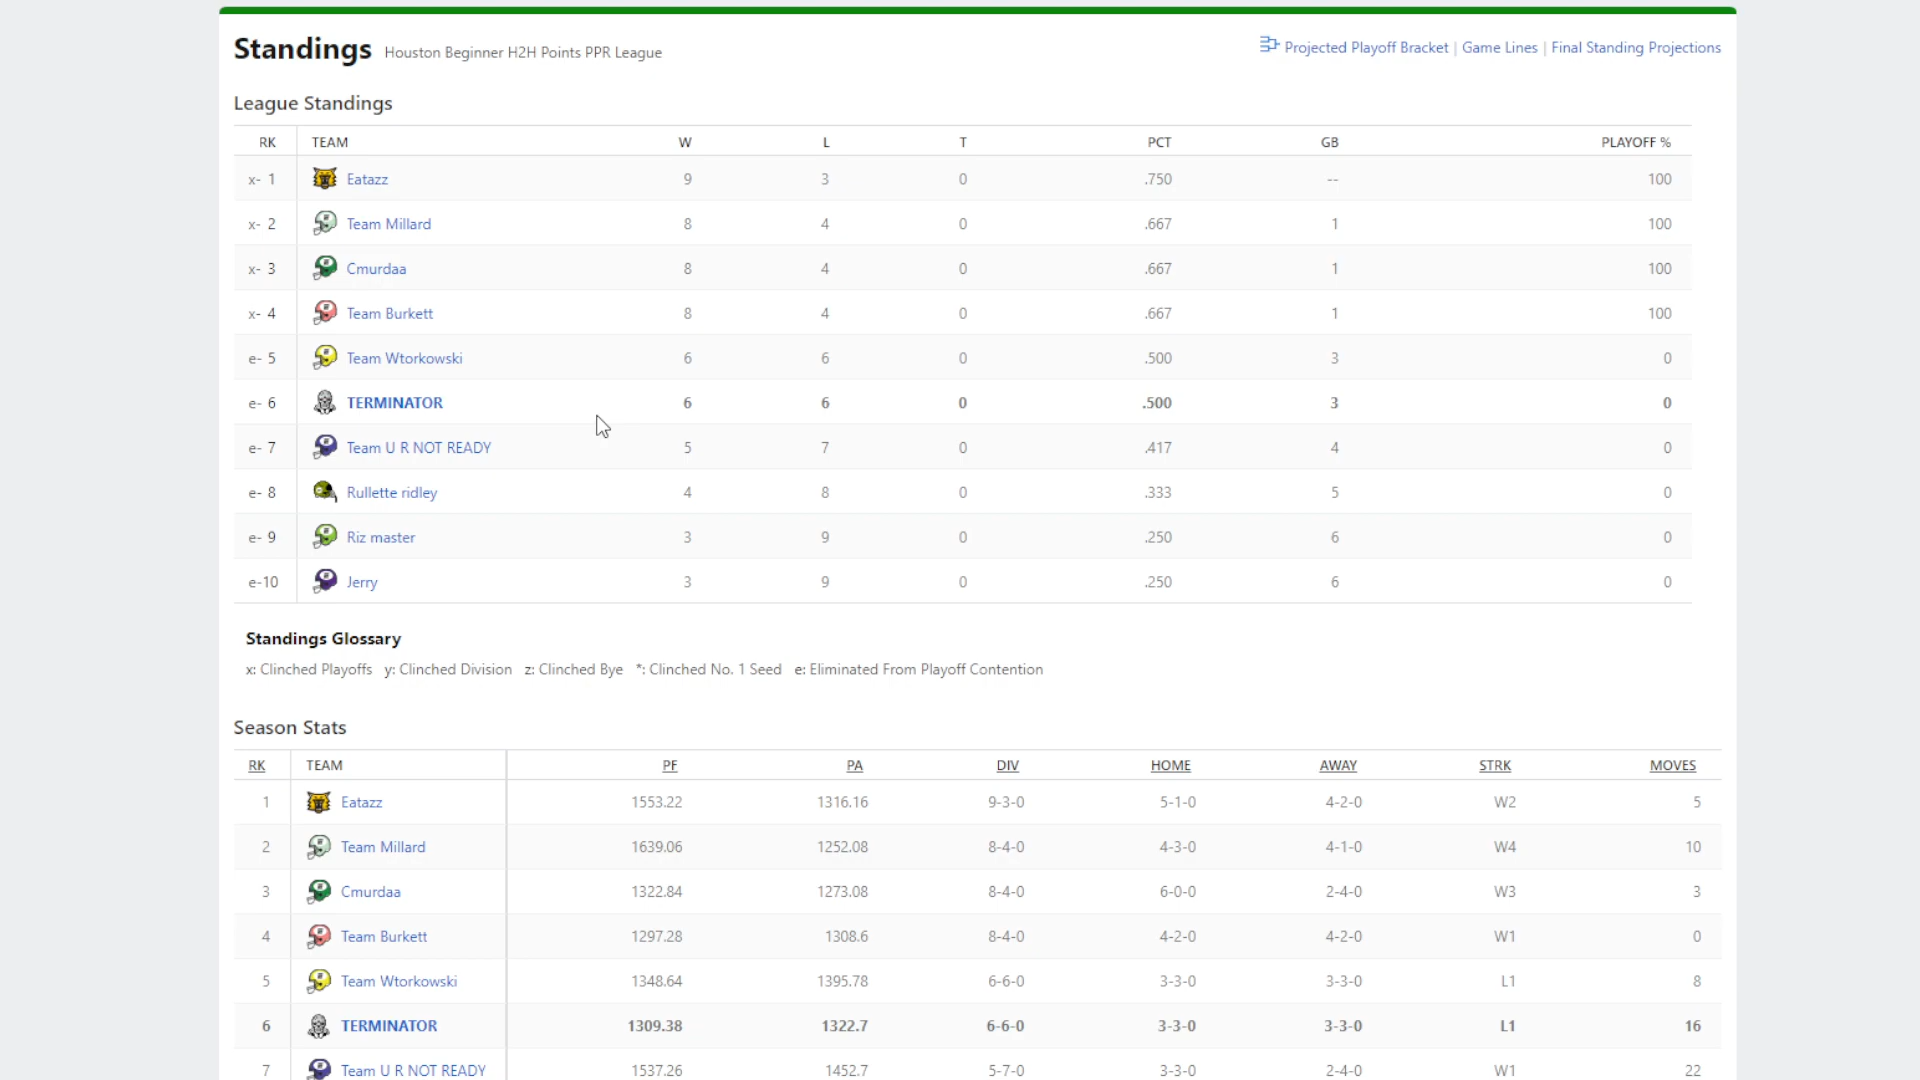 Standings Houston Beginner H2H Points PPR League
Projected Playoff Bracket | Game Lines | Final Standing Projections
League Standings
RK TEAM W L T PCT GB PLAYOFF %
x- 1 Eatazz 9 3 0 .750 -- 100
x- 2 Team Millard 8 4 0 .667 1 100
x- 3 Cmurdaa 8 4 0 .667 1 100
x- 4 Team Burkett 8 4 0 .667 1 100
e- 5 Team Wtorkowski 6 6 0 .500 3 0
e- 6 TERMINATOR 6 6 0 .500 3 0
e- 7 Team U R NOT READY 5 7 0 .417 4 0
e- 8 Rullette ridley 4 8 0 .333 5 0
e- 9 Riz master 3 9 0 .250 6 0
e-10 Jerry 3 9 0 .250 6 0
Standings Glossary
x: Clinched Playoffs y: Clinched Division z: Clinched Bye *: Clinched No. 1 Seed e: Eliminated From Playoff Contention
Season Stats
RK TEAM PF PA DIV HOME AWAY STRK MOVES
1 Eatazz 1553.22 1316.16 9-3-0 5-1-0 4-2-0 W2 5
2 Team Millard 1639.06 1252.08 8-4-0 4-3-0 4-1-0 W4 10
3 Cmurdaa 1322.84 1273.08 8-4-0 6-0-0 2-4-0 W3 3
4 Team Burkett 1297.28 1308.6 8-4-0 4-2-0 4-2-0 W1 0
5 Team Wtorkowski 1348.64 1395.78 6-6-0 3-3-0 3-3-0 L1 8
6 TERMINATOR 1309.38 1322.7 6-6-0 3-3-0 3-3-0 L1 16
7 Team U R NOT READY 1537.26 1452.7 5-7-0 3-3-0 2-4-0 W1 22